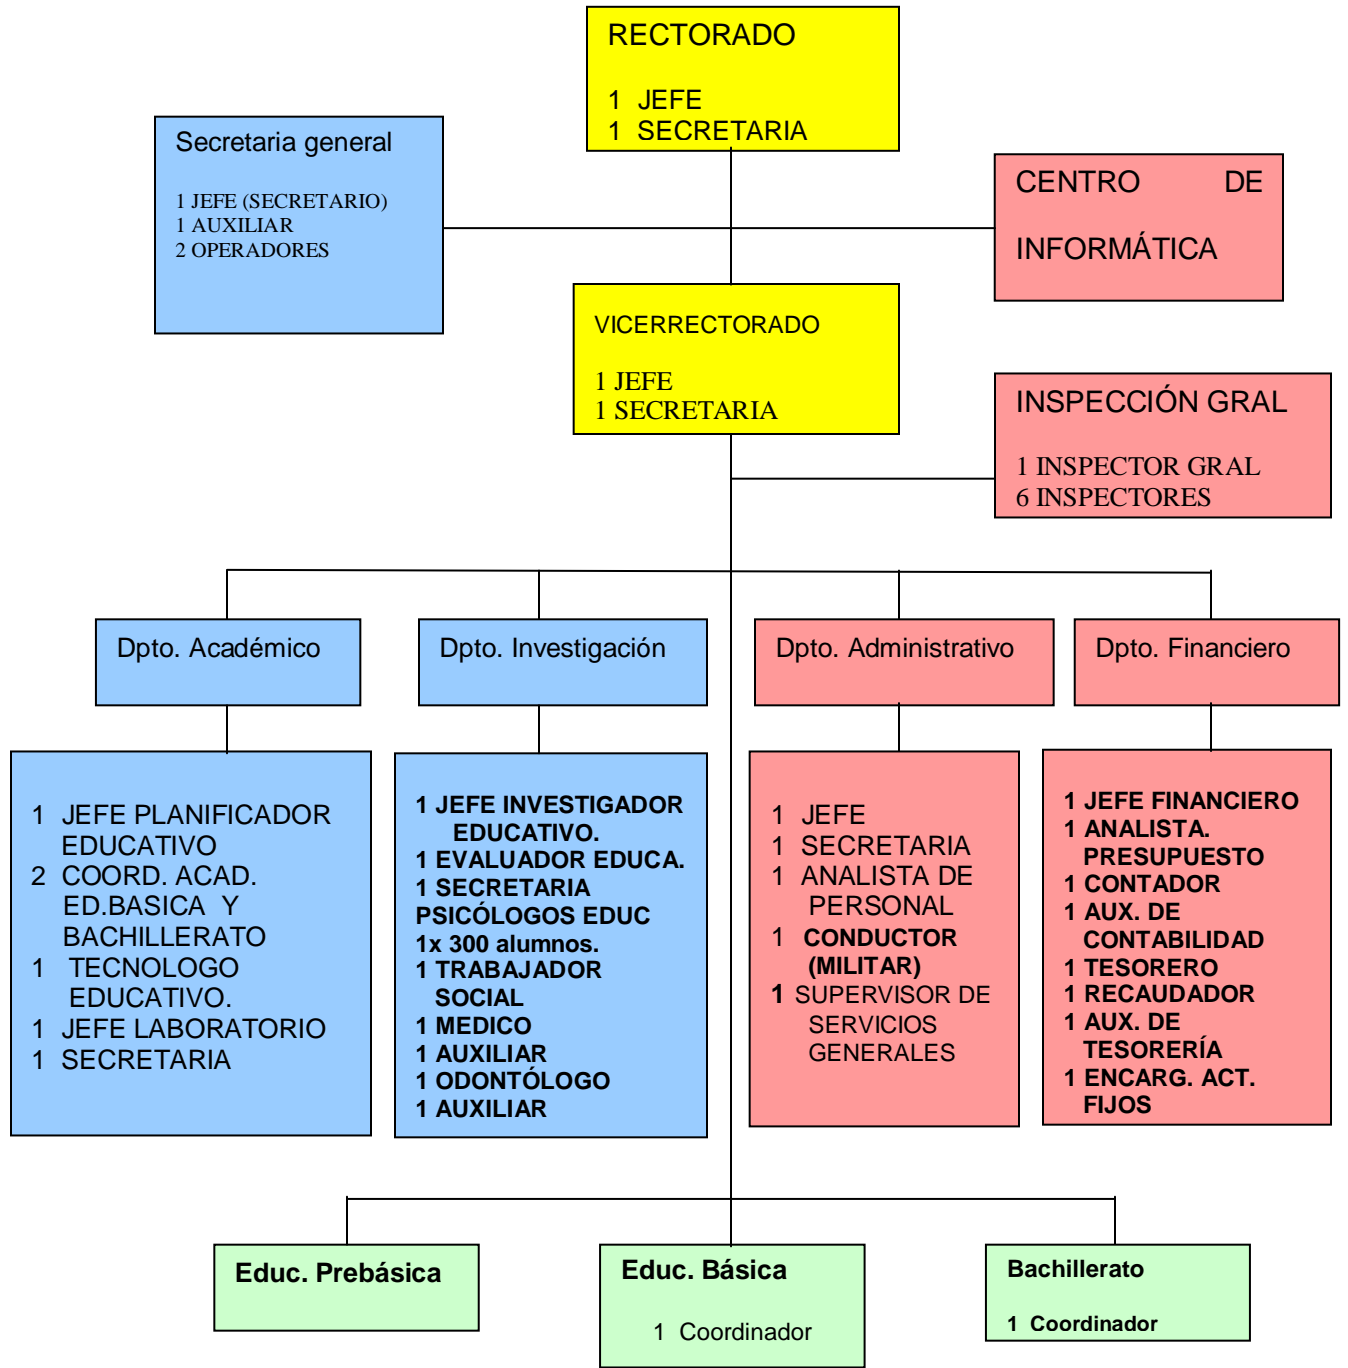 RECTORADO
1 JEFE
1 SECRETARIA
Secretaria general
1 JEFE (SECRETARIO)
1 AUXILIAR
2 OPERADORES
CENTRO DE
INFORMÁTICA
VICERRECTORADO
1 JEFE
1 SECRETARIA
INSPECCIÓN GRAL
1 INSPECTOR GRAL
6 INSPECTORES
Dpto. Académico
Dpto. Investigación
Dpto. Administrativo
Dpto. Financiero
1 JEFE PLANIFICADOR
EDUCATIVO
2 COORD. ACAD.
ED.BASICA Y
BACHILLERATO
1 TECNOLOGO
EDUCATIVO.
1 JEFE LABORATORIO
1 SECRETARIA
1 JEFE INVESTIGADOR
EDUCATIVO.
1 EVALUADOR EDUCA.
1 SECRETARIA
PSICÓLOGOS EDUC
1x 300 alumnos.
1 TRABAJADOR
SOCIAL
1 MEDICO
1 AUXILIAR
1 ODONTÓLOGO
1 AUXILIAR
1 JEFE
1 SECRETARIA
1 ANALISTA DE
PERSONAL
1 CONDUCTOR
(MILITAR)
1 SUPERVISOR DE
SERVICIOS
GENERALES
1 JEFE FINANCIERO
1 ANALISTA.
PRESUPUESTO
1 CONTADOR
1 AUX. DE
CONTABILIDAD
1 TESORERO
1 RECAUDADOR
1 AUX. DE
TESORERÍA
1 ENCARG. ACT.
FIJOS
Educ. Prebásica
Educ. Básica
1 Coordinador
Bachillerato
1 Coordinador